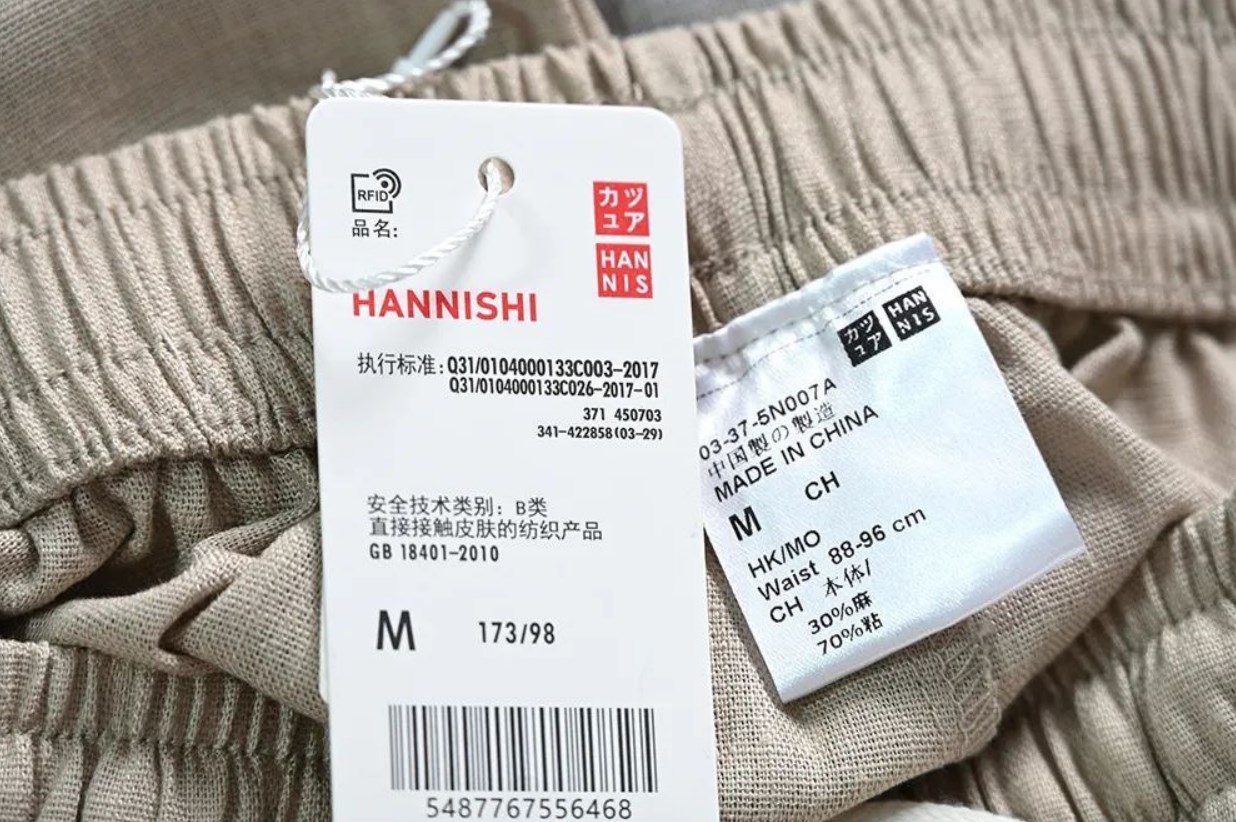 RFID
品名:
カツ
ュア
HAN
NIS
HANNISHI
执行标准:Q31/0104000133C003-2017
Q31/0104000133C026-2017-01
371 450703
341-422858(03-29)
安全技术类别: B类
直接接触皮肤的纺织产品
GB 18401-2010
M 173/98
5487767556468
カツ
ュア
HAN
NIS
03-37-5N007A
中国製の製造
MADE IN CHINA
CH
M
HK/MO
Waist 88-96 cm
CH 本体/
30%麻
70%粘